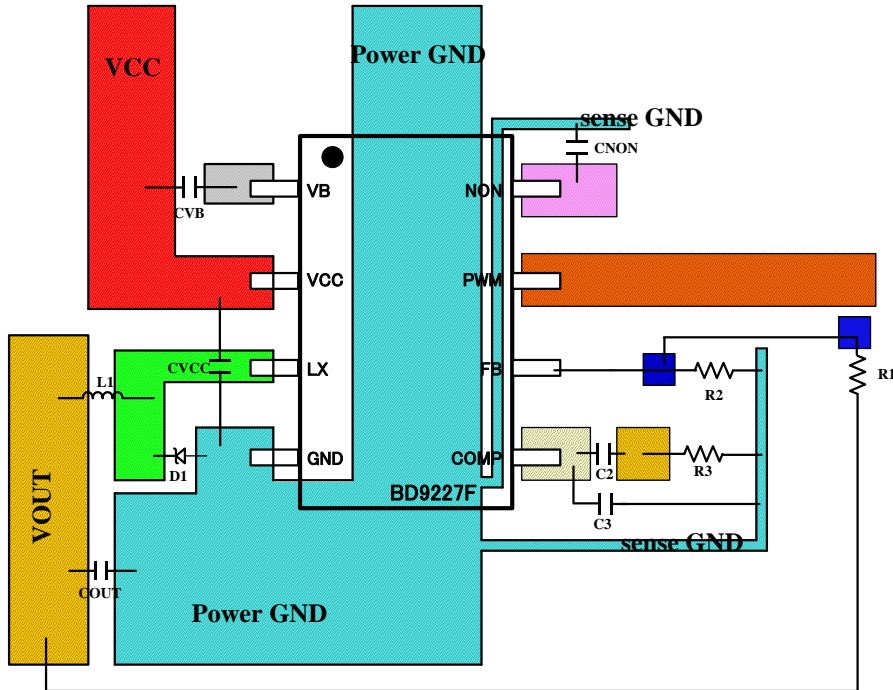 Power GND
VCC
sense GND
CNON
VB
NON
CVB
VCC
PWM
CVCC
LX
FB
L1
R2
R1
GND
COMP
D1
C2
R3
BD9227F
C3
VOUT
sense GND
COUT
Power GND